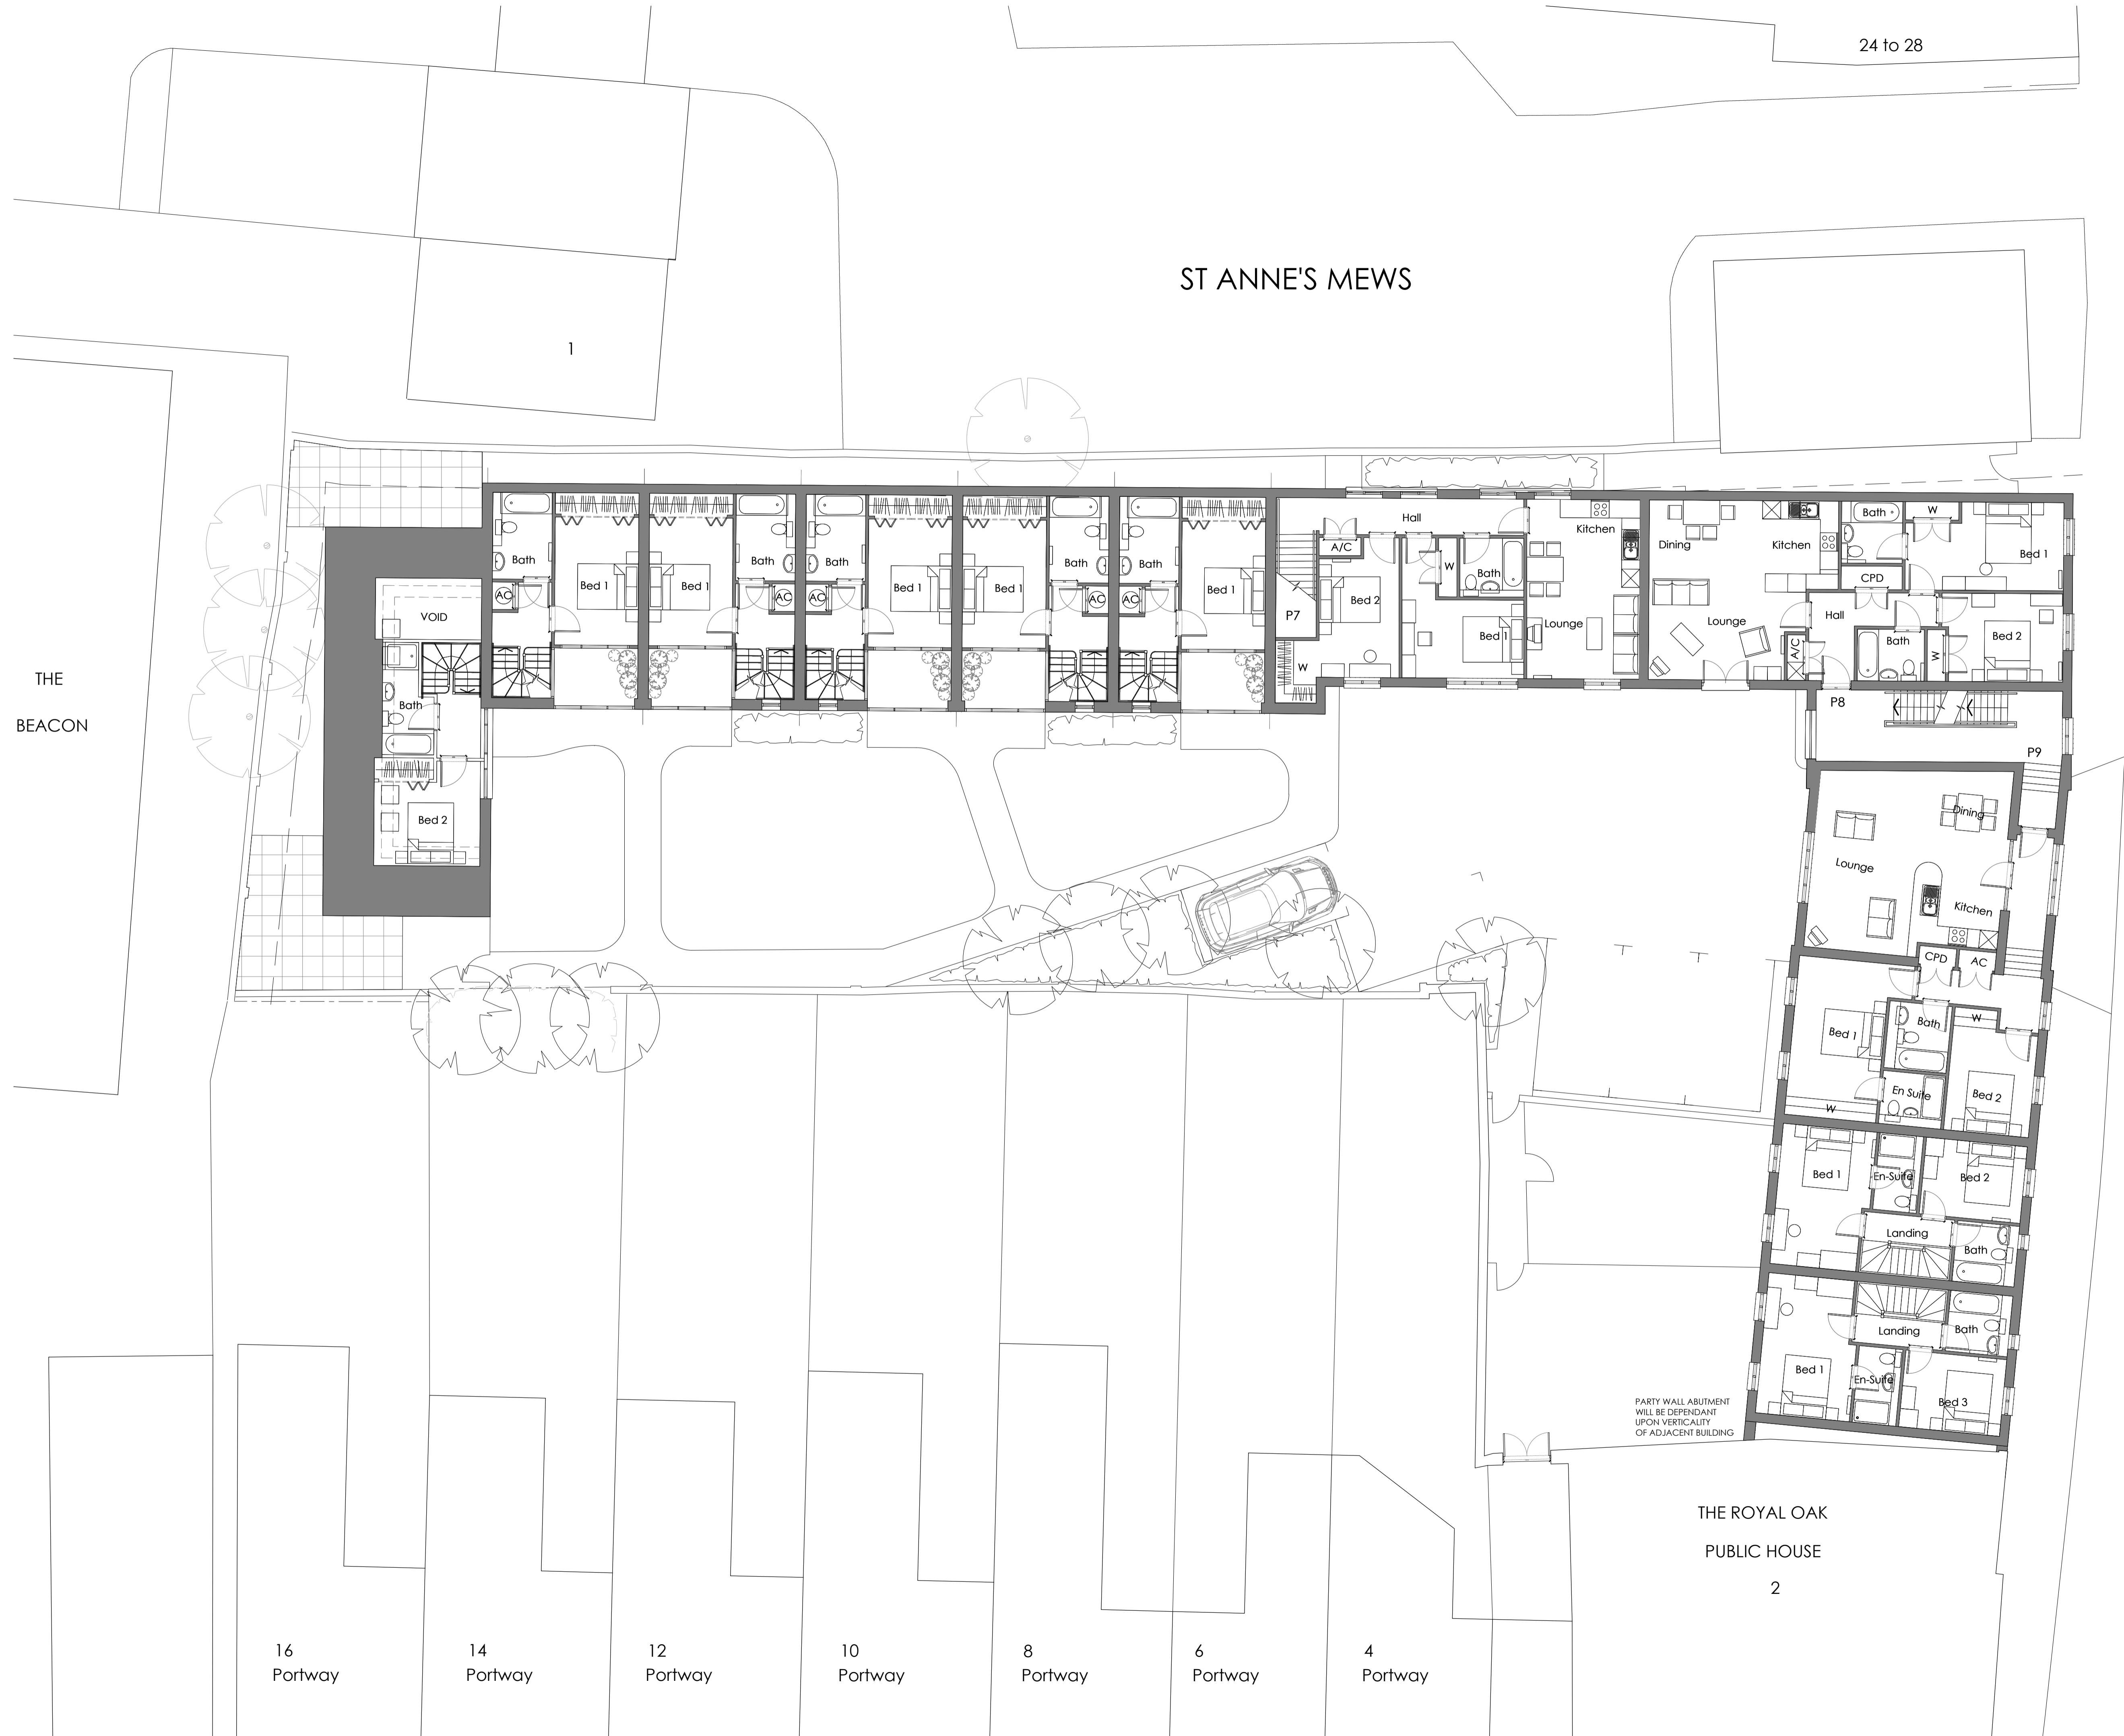 24 to 28
ST ANNE'S MEWS
1
THE
BEACON
VOID
Bath
Bed 2
Bath
AC
Bed 1
Bed 1
Bath
AC
Bath
AC
Bed 1
Bed 1
Bath
AC
Bath
AC
Bed 1
P7
W
Hall
A/C
Bed 2
W
Bath
Bed 1
Kitchen
Lounge
Dining
Kitchen
Lounge
Bath
W
Bed 1
CPD
Hall
A/C
Bath
W
Bed 2
P8
P9
Dining
Lounge
Kitchen
CPD
AC
Bed 1
Bath
W
En Suite
Bed 2
W
Bed 1
En-Suite
Bed 2
Landing
Bath
Landing
Bath
Bed 1
En-Suite
Bed 3
PARTY WALL ABUTMENT
WILL BE DEPENDANT
UPON VERTICALITY
OF ADJACENT BUILDING
THE ROYAL OAK
PUBLIC HOUSE
2
16
Portway
14
Portway
12
Portway
10
Portway
8
Portway
6
Portway
4
Portway